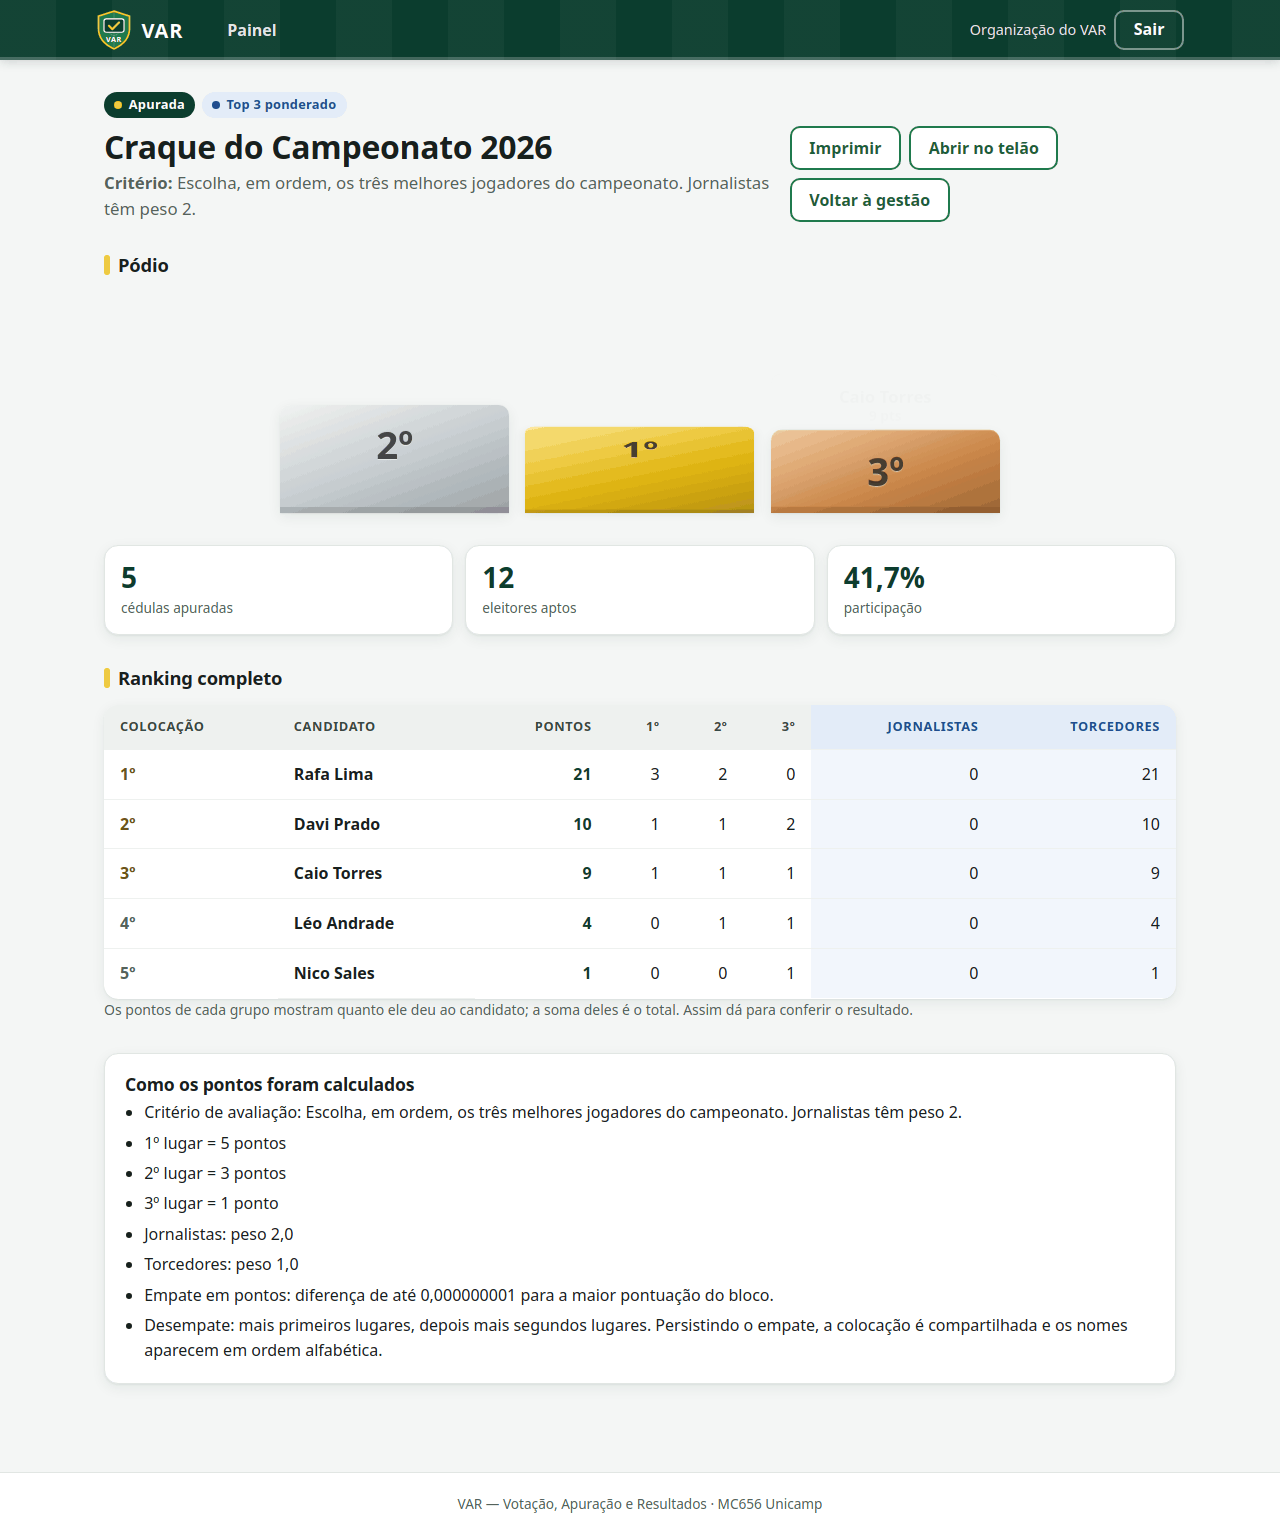 VAR
VAR
Painel
Organização do VAR
Sair
Apurada
Top 3 ponderado
Craque do Campeonato 2026
Critério: Escolha, em ordem, os três melhores jogadores do campeonato. Jornalistas
têm peso 2.
Imprimir
Abrir no telão
Voltar à gestão
Pódio
Caio Torres
2º
1º
3º
5
cédulas apuradas
12
eleitores aptos
41,7%
participação
Ranking completo
COLOCAÇÃO CANDIDATO PONTOS 1º 2º 3º JORNALISTAS TORCEDORES
1º Rafa Lima 21 3 2 0 0 21
2º Davi Prado 10 1 1 2 0 10
3º Caio Torres 9 1 1 1 0 9
4º Léo Andrade 4 0 1 1 0 4
5º Nico Sales 1 0 0 1 0 1
Os pontos de cada grupo mostram quanto ele deu ao candidato; a soma deles é o total. Assim dá para conferir o resultado.
Como os pontos foram calculados
• Critério de avaliação: Escolha, em ordem, os três melhores jogadores do campeonato. Jornalistas têm peso 2.
• 1º lugar = 5 pontos
• 2º lugar = 3 pontos
• 3º lugar = 1 ponto
• Jornalistas: peso 2,0
• Torcedores: peso 1,0
• Empate em pontos: diferença de até 0,000000001 para a maior pontuação do bloco.
• Desempate: mais primeiros lugares, depois mais segundos lugares. Persistindo o empate, a colocação é compartilhada e os nomes
aparecem em ordem alfabética.
VAR — Votação, Apuração e Resultados · MC656 Unicamp